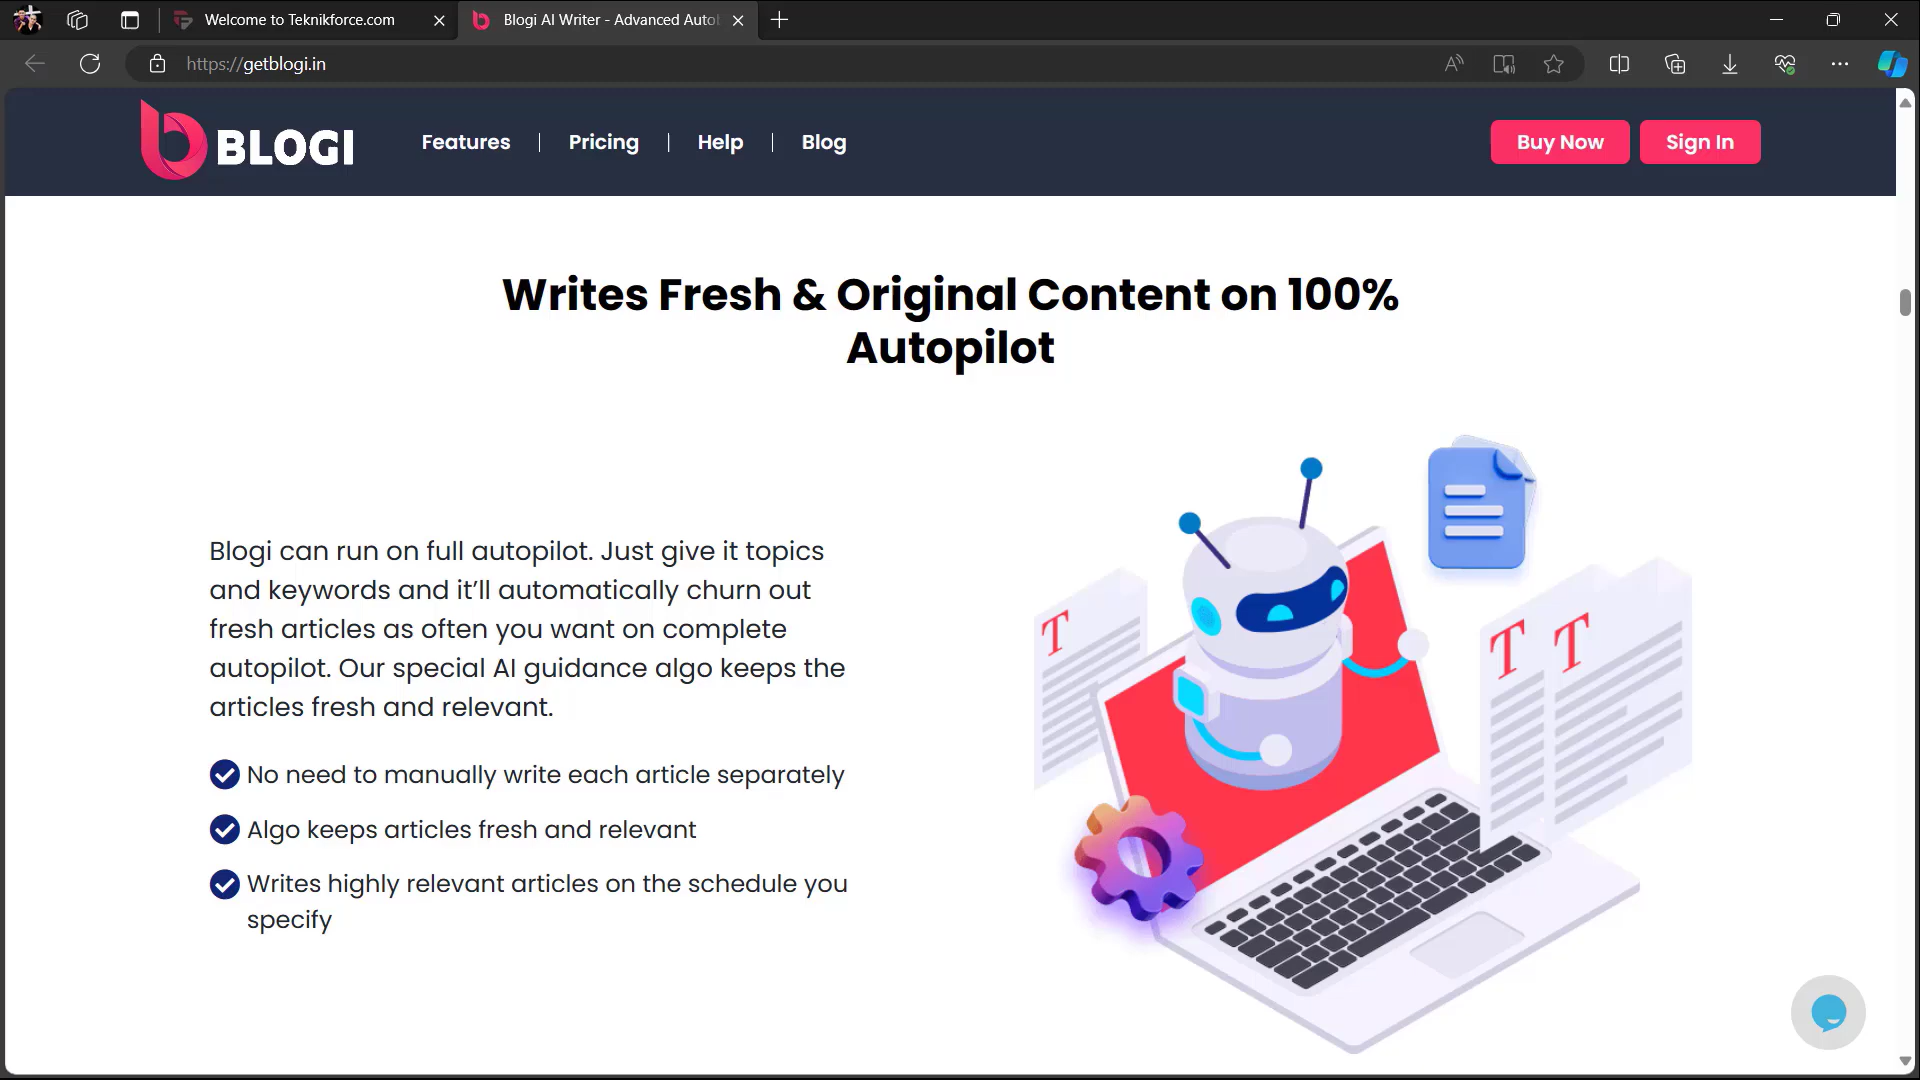 Welcome to Teknikforce.com
Blogi AI Writer - Advanced Autob
https://getblogi.in
BLOGI
Features | Pricing | Help | Blog
Buy Now
Sign In
Writes Fresh & Original Content on 100%
Autopilot
Blogi can run on full autopilot. Just give it topics
and keywords and it’ll automatically churn out
fresh articles as often you want on complete
autopilot. Our special AI guidance algo keeps the
articles fresh and relevant.
No need to manually write each article separately
Algo keeps articles fresh and relevant
Writes highly relevant articles on the schedule you
specify
T
T
T